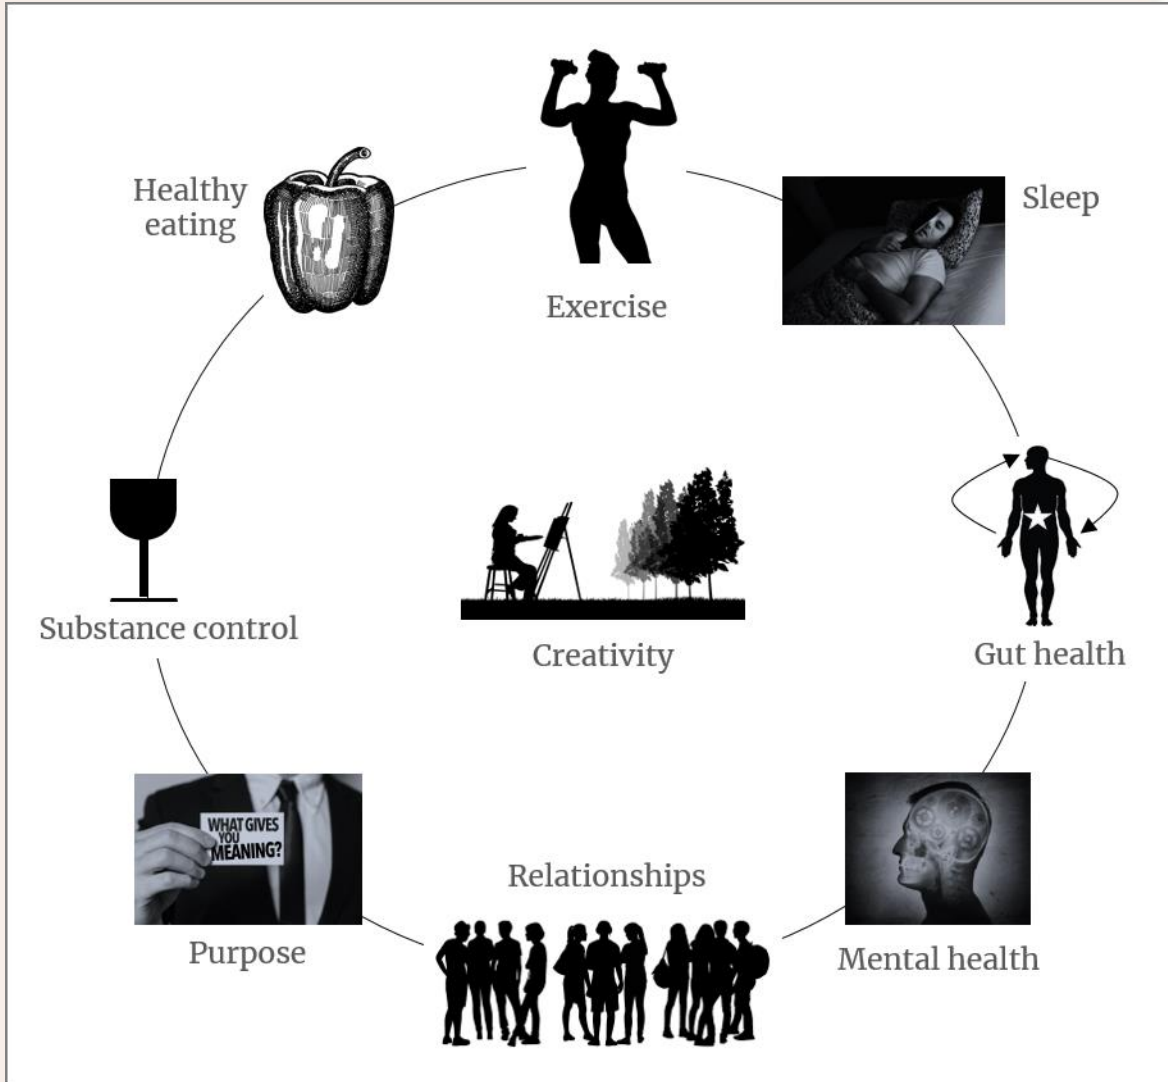 Healthy
eating
Exercise
Sleep
Substance control
Creativity
Gut health
WHAT GIVES
YOU
MEANING?
Purpose
Relationships
Mental health